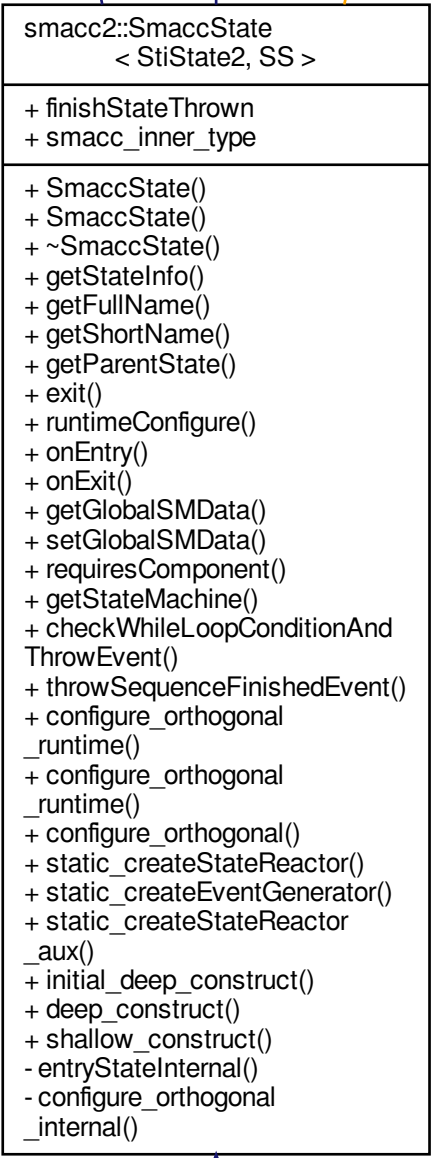 smacc2::SmaccState
< StiState2, SS >
+ finishStateThrown
+ smacc_inner_type
+ SmaccState()
+ SmaccState()
+ ~SmaccState()
+ getStateInfo()
+ getFullName()
+ getShortName()
+ getParentState()
+ exit()
+ runtimeConfigure()
+ onEntry()
+ onExit()
+ getGlobalSMData()
+ setGlobalSMData()
+ requiresComponent()
+ getStateMachine()
+ checkWhileLoopConditionAnd
ThrowEvent()
+ throwSequenceFinishedEvent()
+ configure_orthogonal
_runtime()
+ configure_orthogonal
_runtime()
+ configure_orthogonal()
+ static_createStateReactor()
+ static_createEventGenerator()
+ static_createStateReactor
_aux()
+ initial_deep_construct()
+ deep_construct()
+ shallow_construct()
- entryStateInternal()
- configure_orthogonal
_internal()